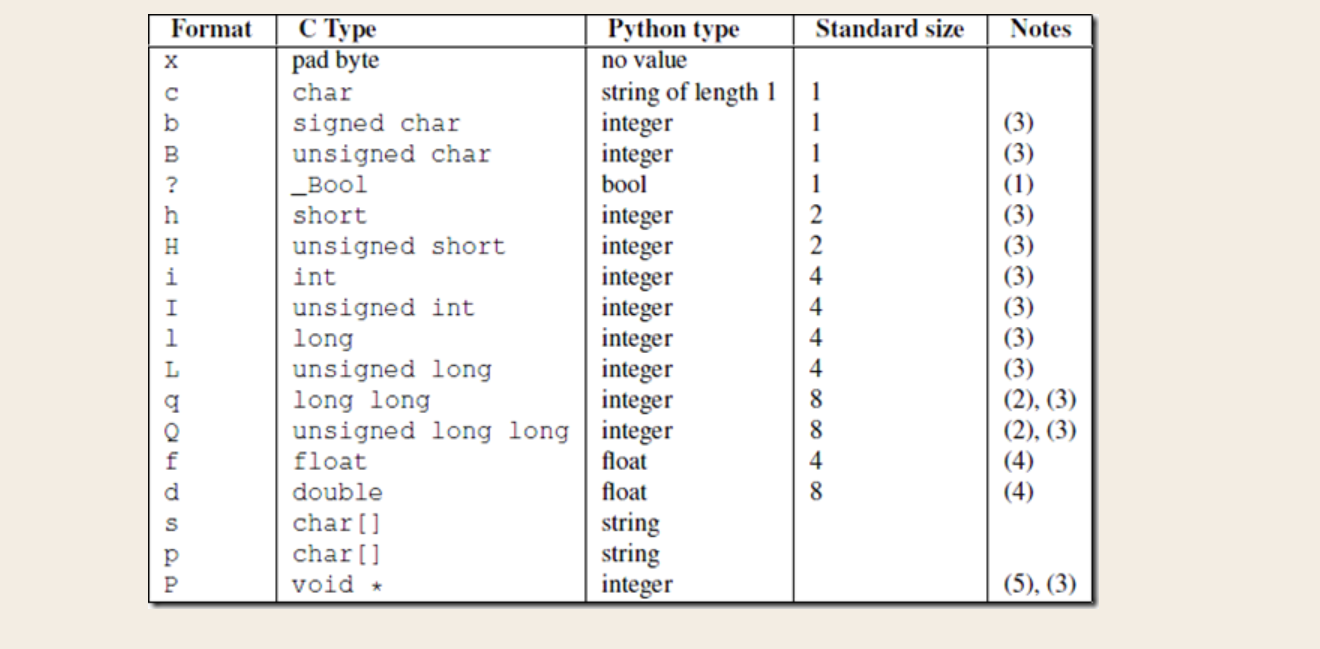 Format C Type Python type Standard size Notes
x pad byte no value
c char string of length 1 1
b signed char integer 1 (3)
B unsigned char integer 1 (3)
? _Bool bool 1 (1)
h short integer 2 (3)
H unsigned short integer 2 (3)
i int integer 4 (3)
I unsigned int integer 4 (3)
l long integer 4 (3)
L unsigned long integer 4 (3)
q long long integer 8 (2), (3)
Q unsigned long long integer 8 (2), (3)
f float float 4 (4)
d double float 8 (4)
s char[] string
p char[] string
P void * integer (5), (3)